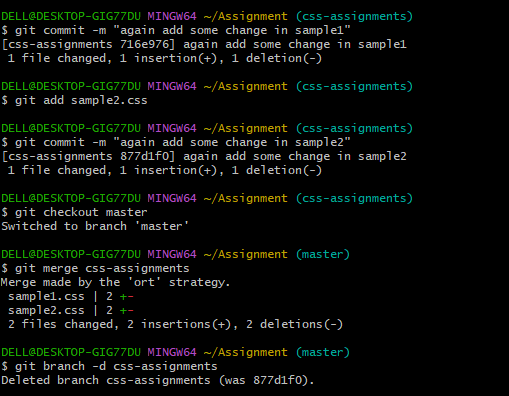 DELL@DESKTOP-GIG77DU MINGW64 ~/Assignment (css-assignments)
$ git commit -m "again add some change in sample1"
[css-assignments 716e976] again add some change in sample1
 1 file changed, 1 insertion(+), 1 deletion(-)
DELL@DESKTOP-GIG77DU MINGW64 ~/Assignment (css-assignments)
$ git add sample2.css
DELL@DESKTOP-GIG77DU MINGW64 ~/Assignment (css-assignments)
$ git commit -m "again add some change in sample2"
[css-assignments 877d1f0] again add some change in sample2
 1 file changed, 1 insertion(+), 1 deletion(-)
DELL@DESKTOP-GIG77DU MINGW64 ~/Assignment (css-assignments)
$ git checkout master
Switched to branch 'master'
DELL@DESKTOP-GIG77DU MINGW64 ~/Assignment (master)
$ git merge css-assignments
Merge made by the 'ort' strategy.
 sample1.css | 2 +-
 sample2.css | 2 +-
 2 files changed, 2 insertions(+), 2 deletions(-)
DELL@DESKTOP-GIG77DU MINGW64 ~/Assignment (master)
$ git branch -d css-assignments
Deleted branch css-assignments (was 877d1f0).